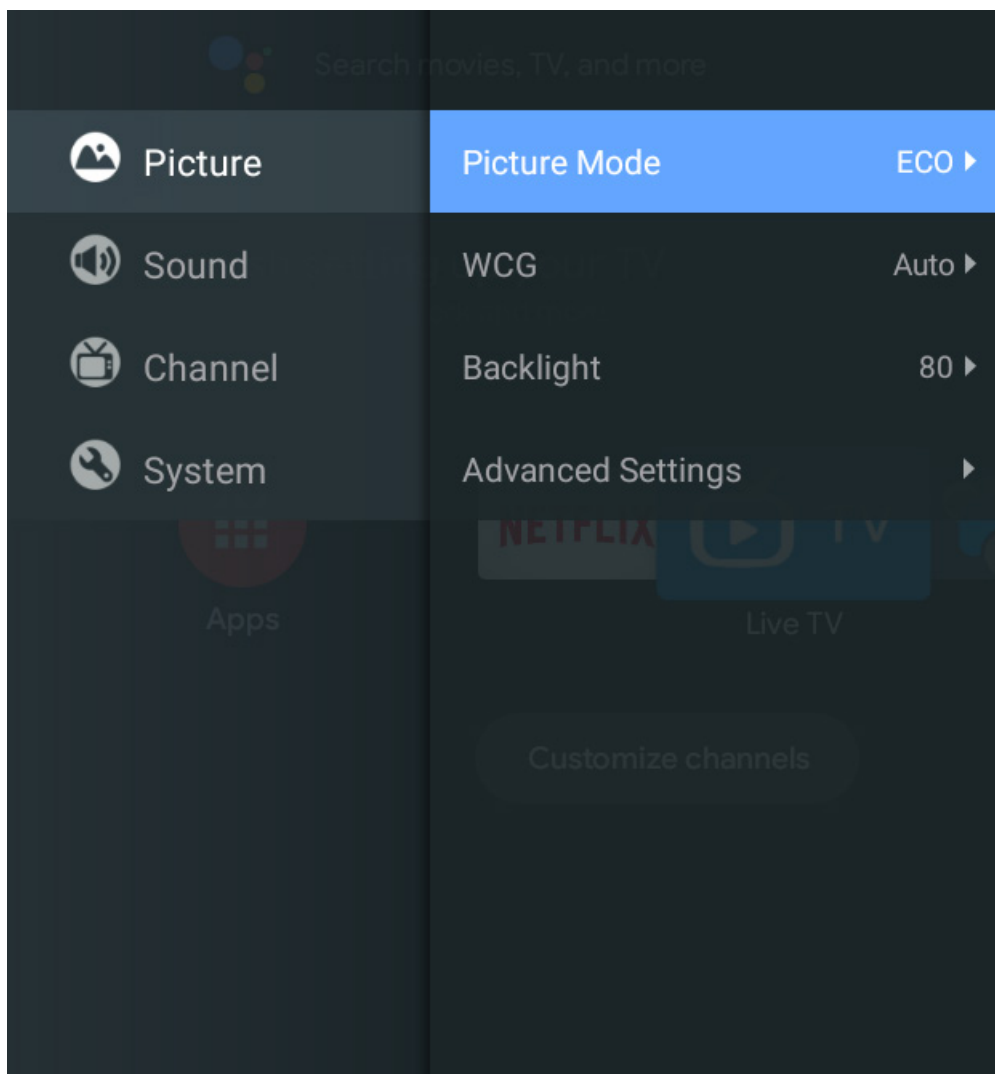 Search movies, TV, and more
Picture
Picture Mode
ECO
Sound
WCG
Auto
Channel
Backlight
80
System
Advanced Settings
NETFLIX
TV
Apps
Live TV
Customize channels